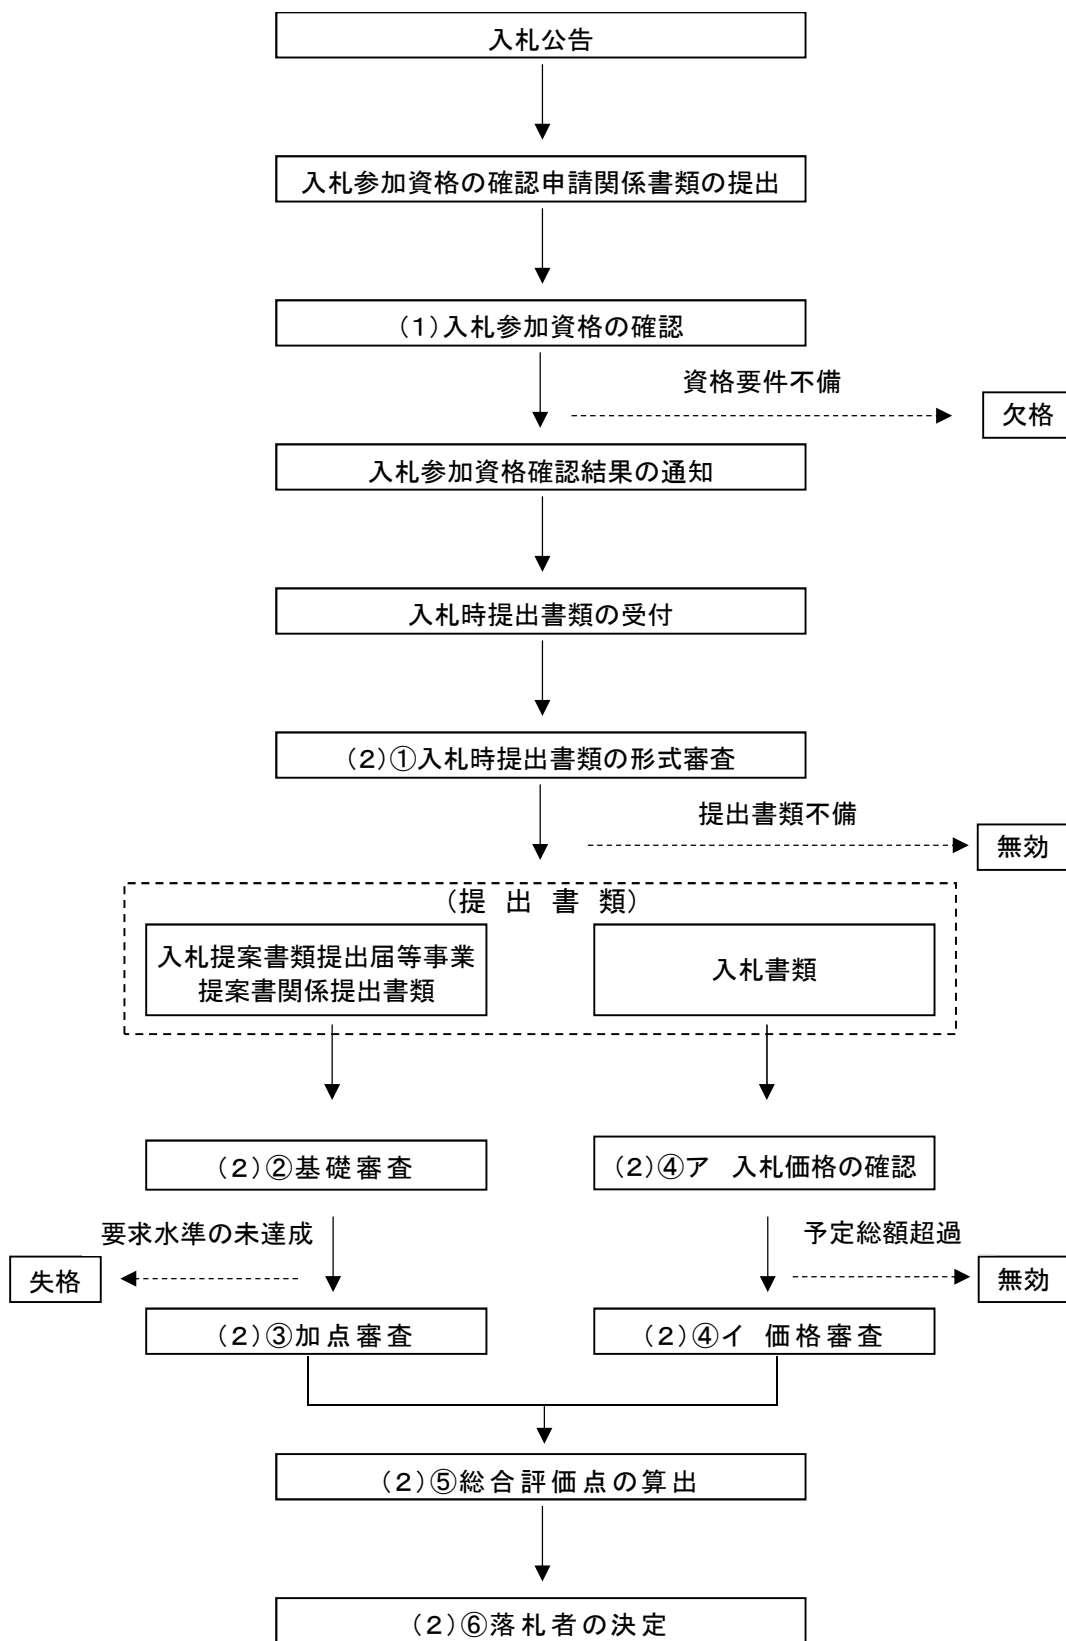 入札公告
入札参加資格の確認申請関係書類の提出
(1)入札参加資格の確認
資格要件不備
欠格
入札参加資格確認結果の通知
入札時提出書類の受付
(2)①入札時提出書類の形式審査
提出書類不備
無効
(提 出 書 類)
入札提案書類提出届等事業
提案書関係提出書類
入札書類
(2)②基礎審査
(2)④ア 入札価格の確認
要求水準の未達成
予定総額超過
失格
無効
(2)③加点審査
(2)④イ 価格審査
(2)⑤総合評価点の算出
(2)⑥落札者の決定